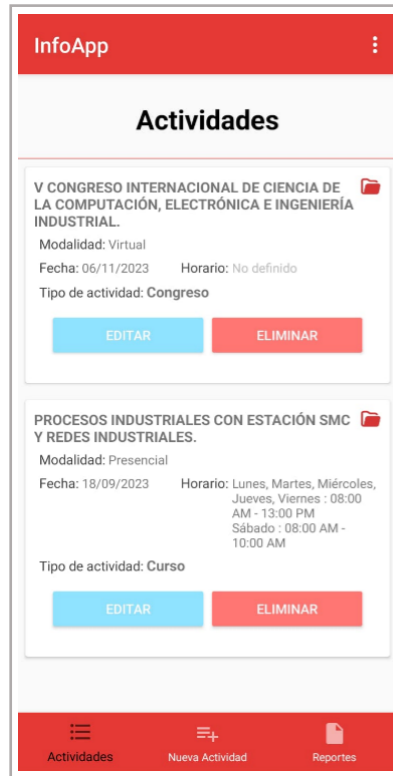 InfoApp
Actividades
V CONGRESO INTERNACIONAL DE CIENCIA DE
LA COMPUTACIÓN, ELECTRÓNICA E INGENIERÍA
INDUSTRIAL.
Modalidad: Virtual
Fecha: 06/11/2023 Horario: No definido
Tipo de actividad: Congreso
EDITAR ELIMINAR
PROCESOS INDUSTRIALES CON ESTACIÓN SMC
Y REDES INDUSTRIALES.
Modalidad: Presencial
Fecha: 18/09/2023 Horario: Lunes, Martes, Miércoles,
Jueves, Viernes : 08:00
AM - 13:00 PM
Sábado : 08:00 AM -
10:00 AM
Tipo de actividad: Curso
EDITAR ELIMINAR
Actividades Nueva Actividad Reportes